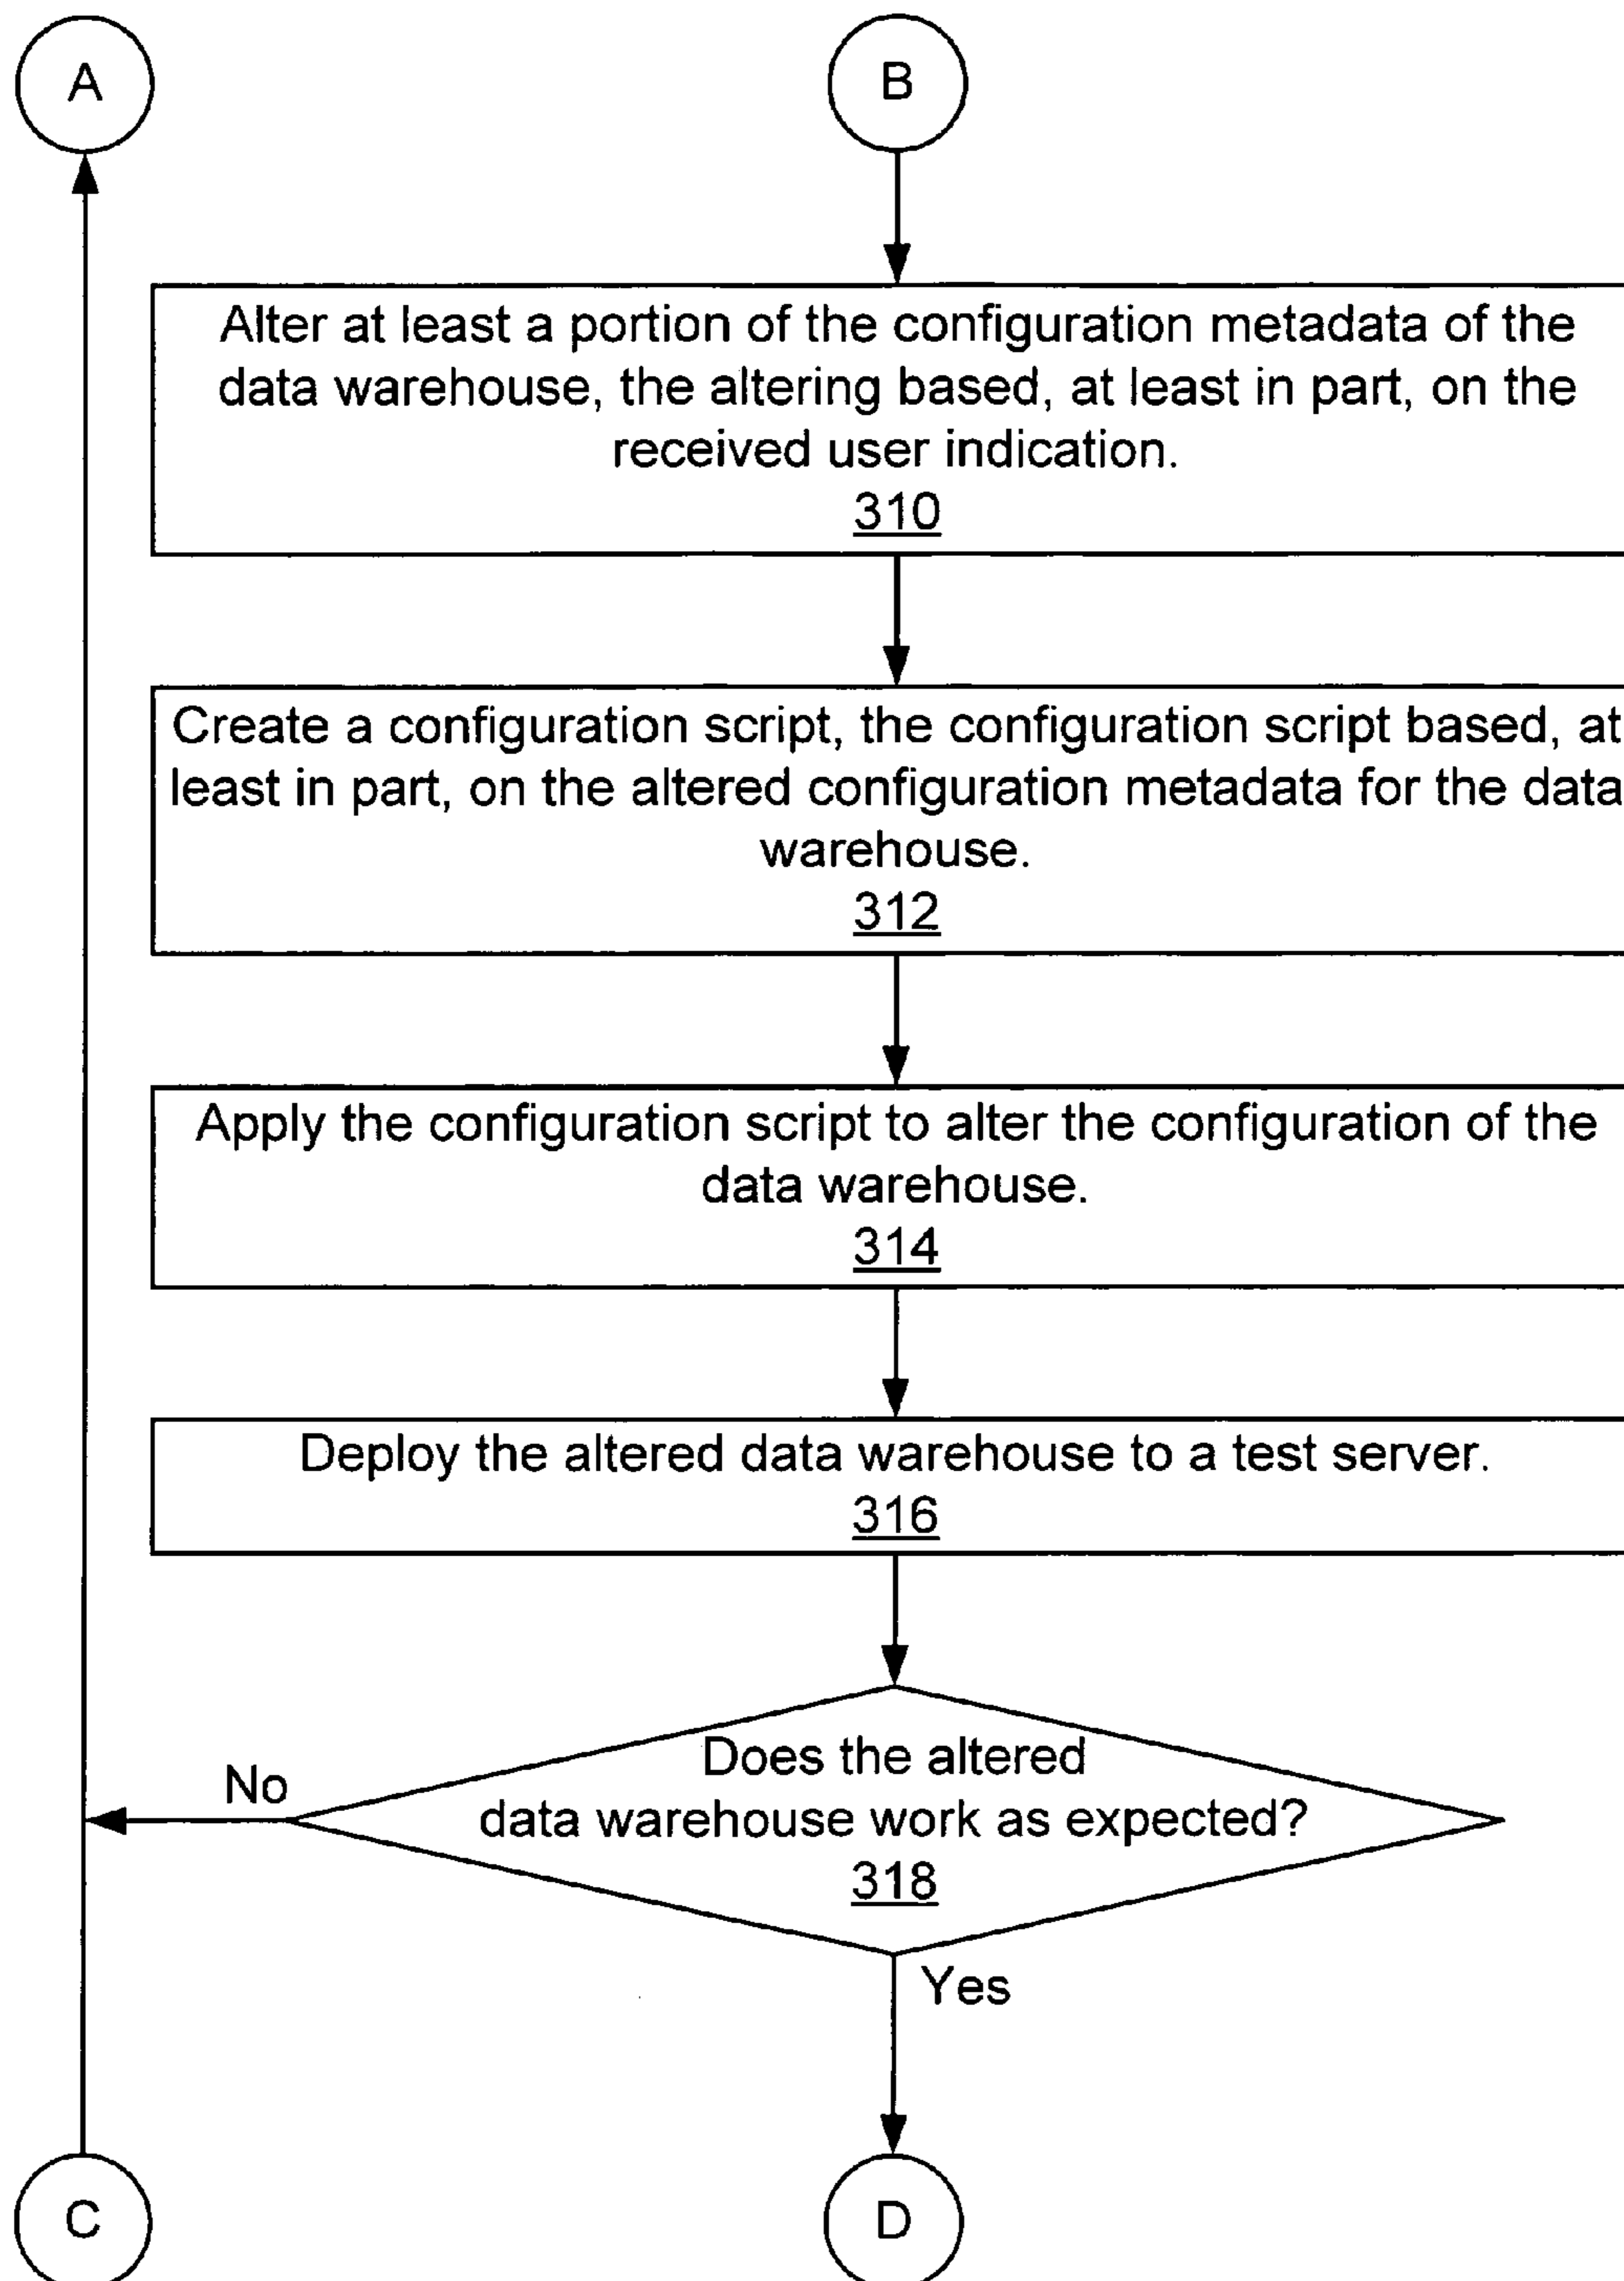 A
B
Alter at least a portion of the configuration metadata of the
data warehouse, the altering based, at least in part, on the
received user indication.
310
Create a configuration script, the configuration script based, at
least in part, on the altered configuration metadata for the data
warehouse.
312
Apply the configuration script to alter the configuration of the
data warehouse.
314
Deploy the altered data warehouse to a test server.
316
Does the altered
No
data warehouse work as expected?
318
Yes
C
D